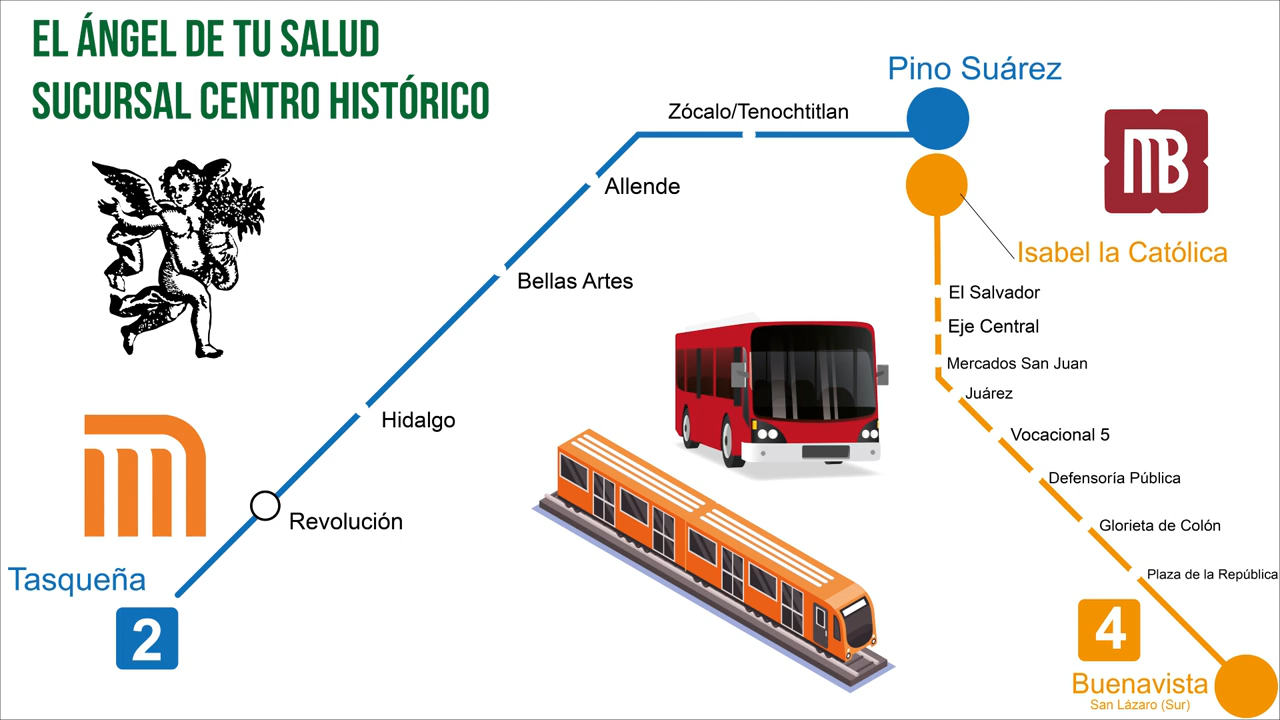 EL ÁNGEL DE TU SALUD
SUCURSAL CENTRO HISTÓRICO
Pino Suárez
Zócalo/Tenochtitlan
MB
Allende
Isabel la Católica
Bellas Artes
El Salvador
Eje Central
Mercados San Juan
Juárez
Hidalgo
Vocacional 5
Defensoría Pública
Revolución
Glorieta de Colón
Tasqueña
Plaza de la República
2
4
Buenavista
San Lázaro (Sur)